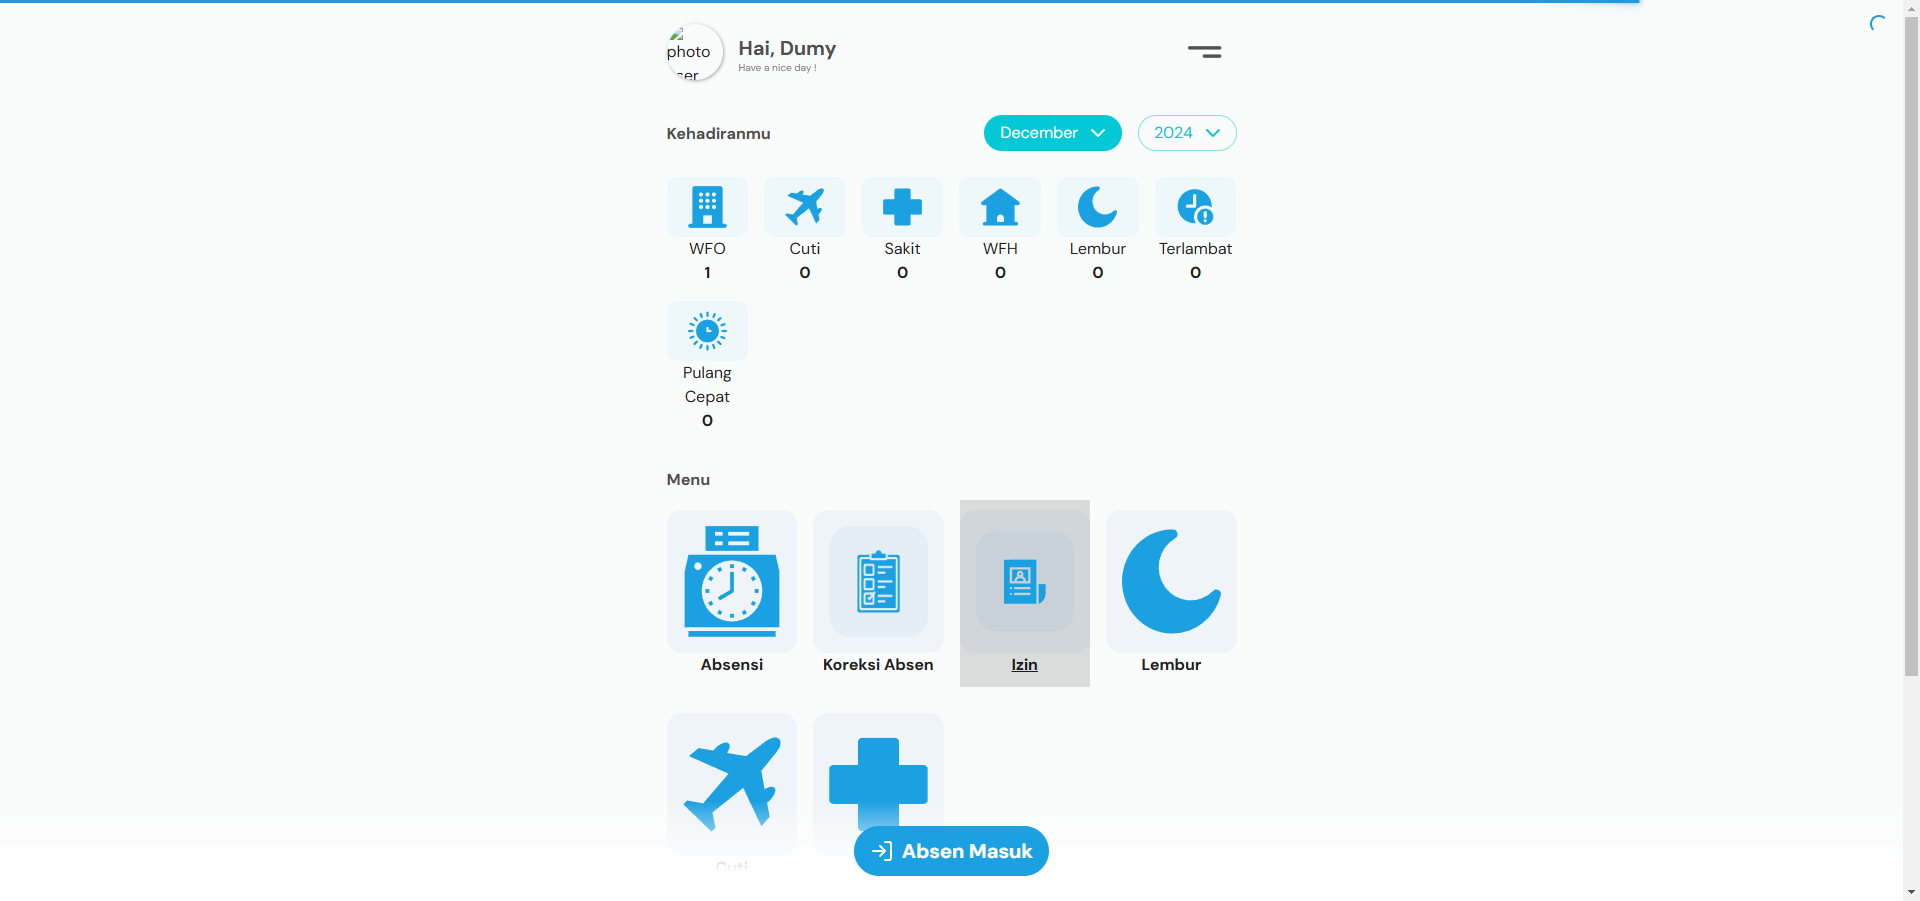 photo
ser
Hai, Dumy
Have a nice day !
Kehadiranmu
December
2024
WFO
1
Cuti
0
Sakit
0
WFH
0
Lembur
0
Terlambat
0
Pulang
Cepat
0
Menu
Absensi
Koreksi Absen
Izin
Lembur
Cuti
Absen Masuk